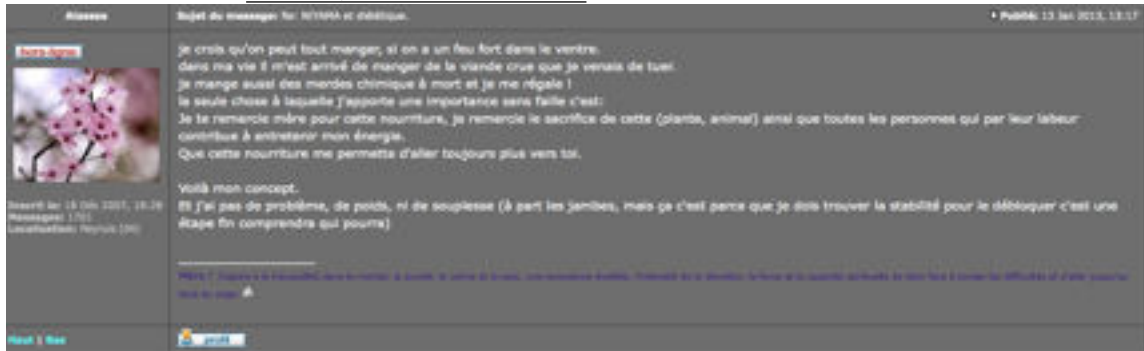 Sujet du message: Re: NIYAMA et diététique.
Publié: 13 Jan 2013, 13:17
Hors-ligne
je crois qu'on peut tout manger, si on a un feu fort dans le ventre.
dans ma vie il m'est arrivé de manger de la viande crue que je venais de tuer.
je mange aussi des merdes chimique à mort et je me régale !
la seule chose à laquelle j'apporte une importance sans faille c'est:
Je te remercie mère pour cette nourriture, je remercie le sacrifice de cette (plante, animal) ainsi que toutes les personnes qui par leur labeur
contribue à entretenir mon énergie.
Que cette nourriture me permette d'aller toujours plus vers toi.
Voilà mon concept.
Et j'ai pas de problème, de poids, ni de souplesse (à part les jambes, mais ça c'est parce que je dois trouver la stabilité pour le débloquer c'est une
étape fin comprendra qui pourra)
Messages: 1701
Haut | Bas
profil